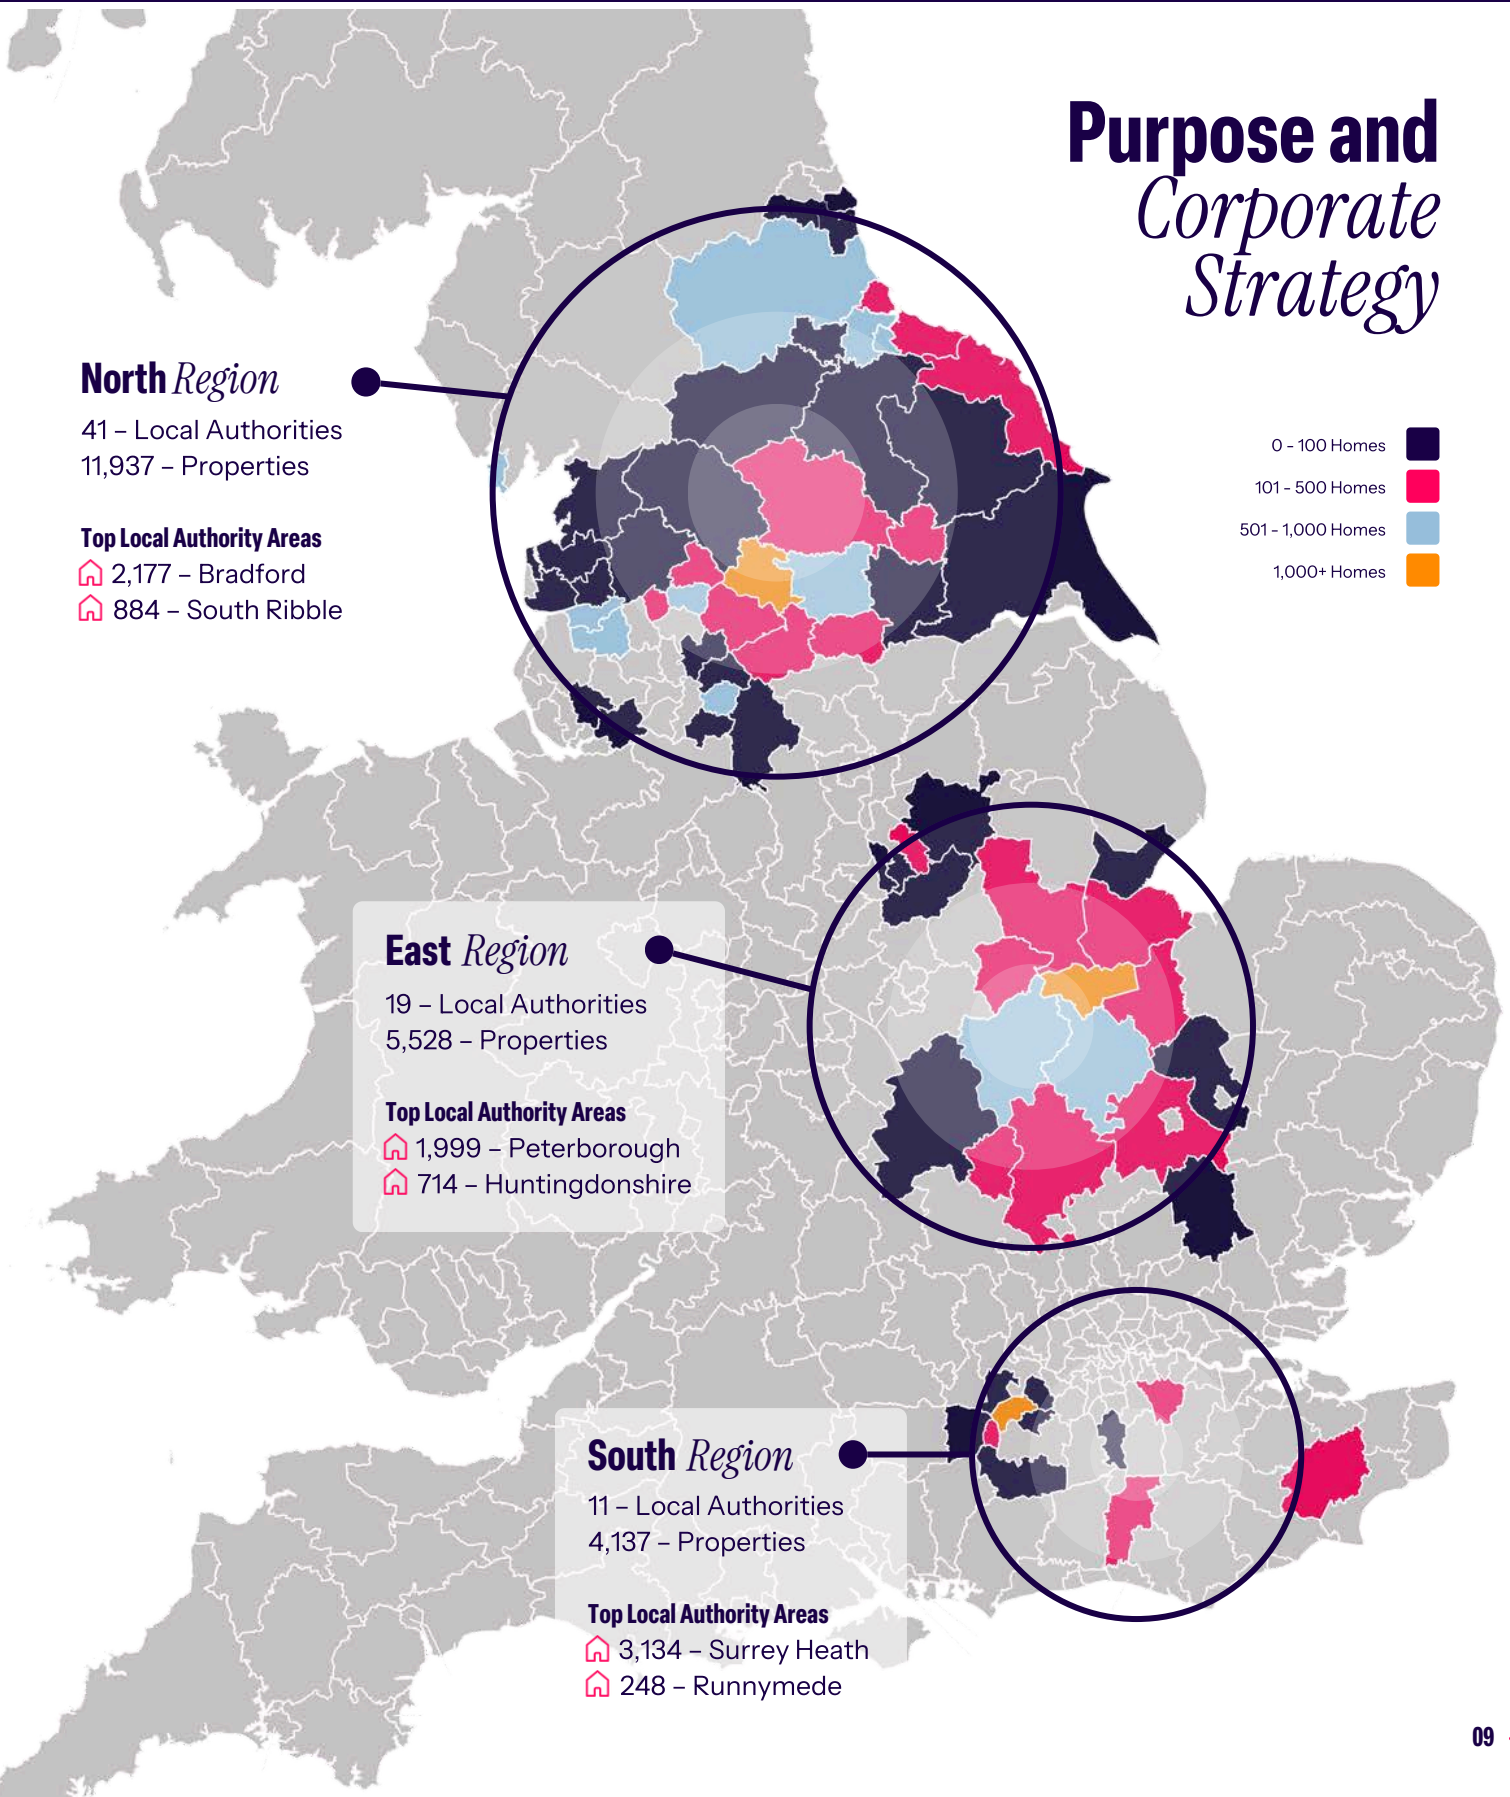 Purpose and
Corporate
Strategy
North Region
41 – Local Authorities
11,937 – Properties
Top Local Authority Areas
2,177 – Bradford
884 – South Ribble
0 - 100 Homes
101 - 500 Homes
501 - 1,000 Homes
1,000+ Homes
East Region
19 – Local Authorities
5,528 – Properties
Top Local Authority Areas
1,999 – Peterborough
714 – Huntingdonshire
South Region
11 – Local Authorities
4,137 – Properties
Top Local Authority Areas
3,134 – Surrey Heath
248 – Runnymede
09